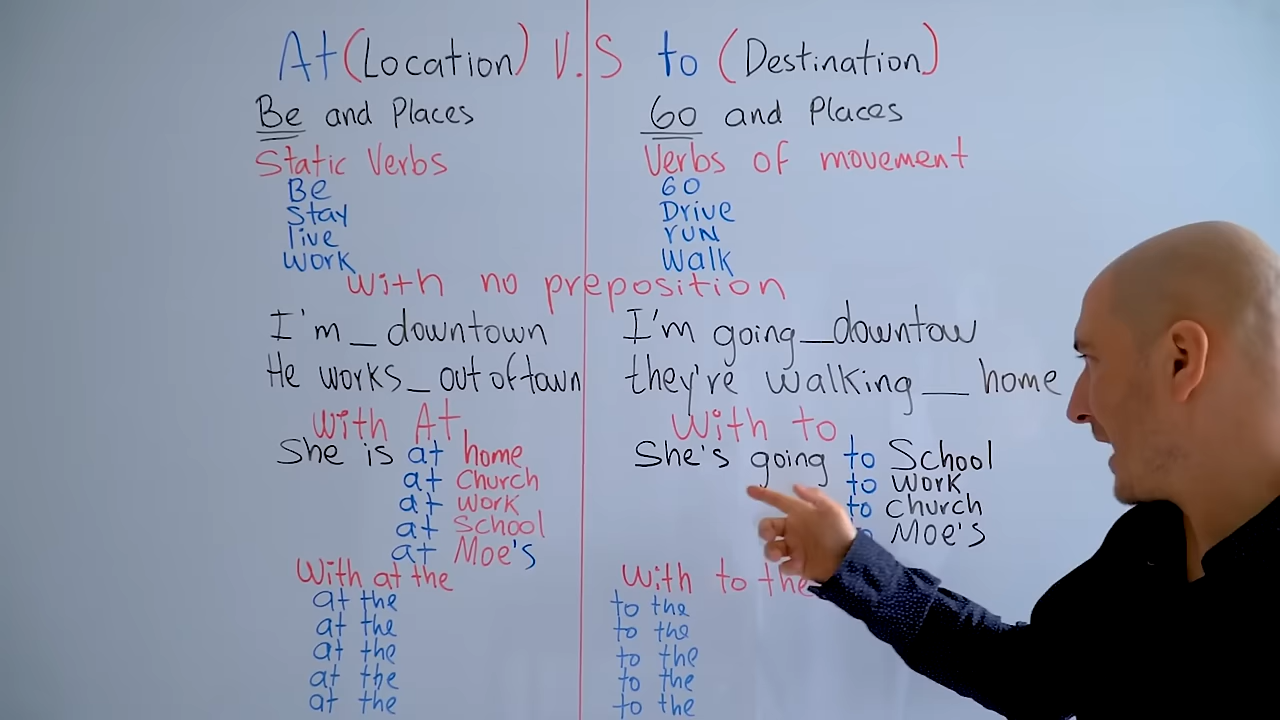 At (Location) V.S to (Destination)
Be and Places
Static Verbs
Be
Stay
live
work
Go and Places
Verbs of movement
Go
Drive
run
Walk
with no preposition
I'm _ downtown
He works _ out of town
I'm going _ downtow
they're walking __ home
With At
She is at home
at Church
at work
at School
at Moe's
With to
She's going to School
to work
to church
Moe's
With at the
at the
at the
at the
at the
at the
With to the
to the
to the
to the
to the
to the